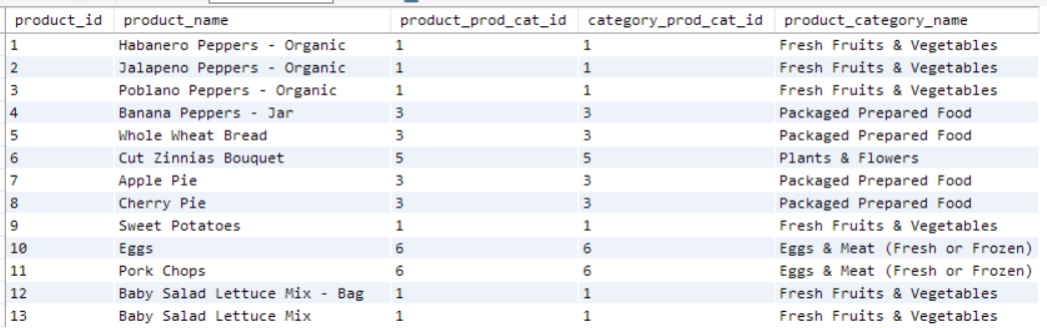 product_id product_name product_prod_cat_id category_prod_cat_id product_category_name
1 Habanero Peppers - Organic 1 1 Fresh Fruits & Vegetables
2 Jalapeno Peppers - Organic 1 1 Fresh Fruits & Vegetables
3 Poblano Peppers - Organic 1 1 Fresh Fruits & Vegetables
4 Banana Peppers - Jar 3 3 Packaged Prepared Food
5 Whole Wheat Bread 3 3 Packaged Prepared Food
6 Cut Zinnias Bouquet 5 5 Plants & Flowers
7 Apple Pie 3 3 Packaged Prepared Food
8 Cherry Pie 3 3 Packaged Prepared Food
9 Sweet Potatoes 1 1 Fresh Fruits & Vegetables
10 Eggs 6 6 Eggs & Meat (Fresh or Frozen)
11 Pork Chops 6 6 Eggs & Meat (Fresh or Frozen)
12 Baby Salad Lettuce Mix - Bag 1 1 Fresh Fruits & Vegetables
13 Baby Salad Lettuce Mix 1 1 Fresh Fruits & Vegetables